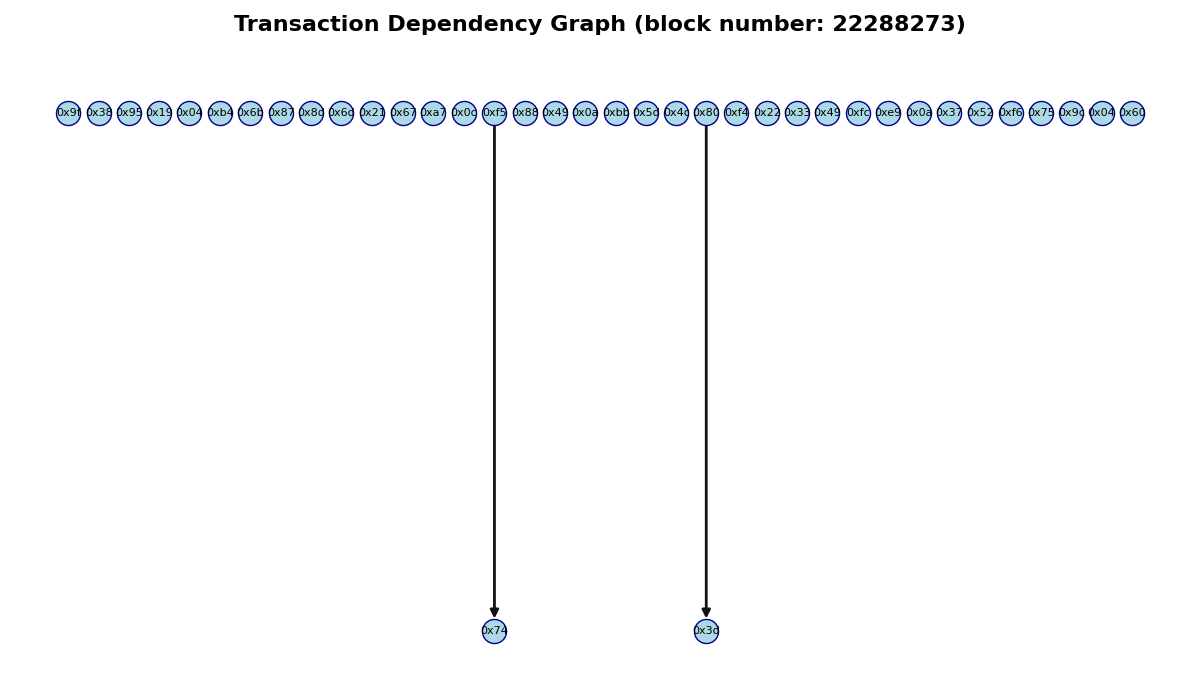 Transaction Dependency Graph (block number: 22288273)
0x9f 0x38 0x95 0x19 0x04 0xb4 0x6b 0x87 0x8d 0x6d 0x21 0x67 0xa7 0x0c 0xf5 0x88 0x49 0x0a 0xbb 0x5d 0x4c 0x80 0xf4 0x22 0x33 0x49 0xfc 0xe9 0x0a 0x37 0x52 0xf6 0x75 0x9c 0x04 0x60
0x74 0x3d